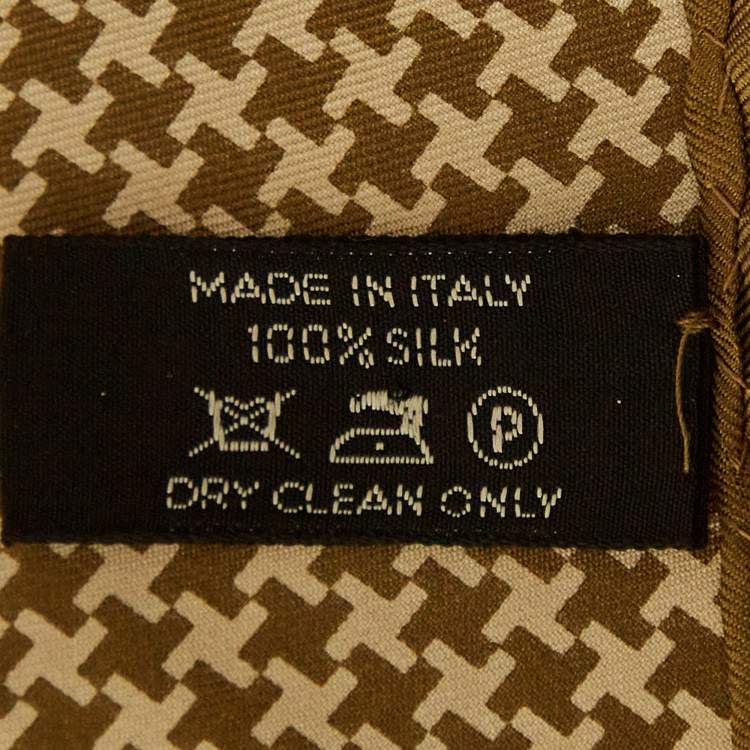 MADE IN ITALY
100% SILK
P
DRY CLEAN ONLY